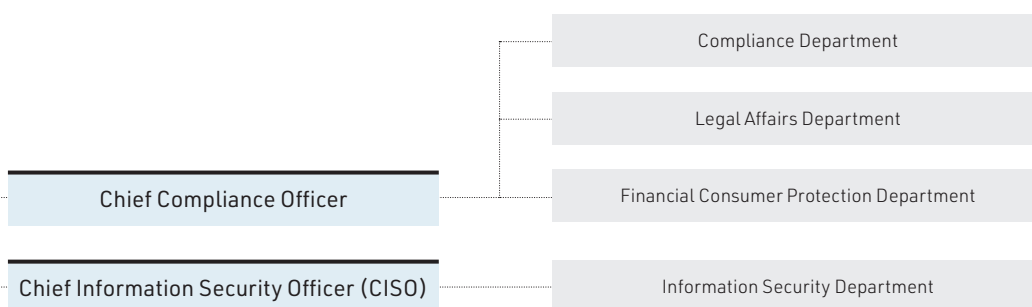 Compliance Department
Legal Affairs Department
Chief Compliance Officer
Financial Consumer Protection Department
Chief Information Security Officer (CISO)
Information Security Department